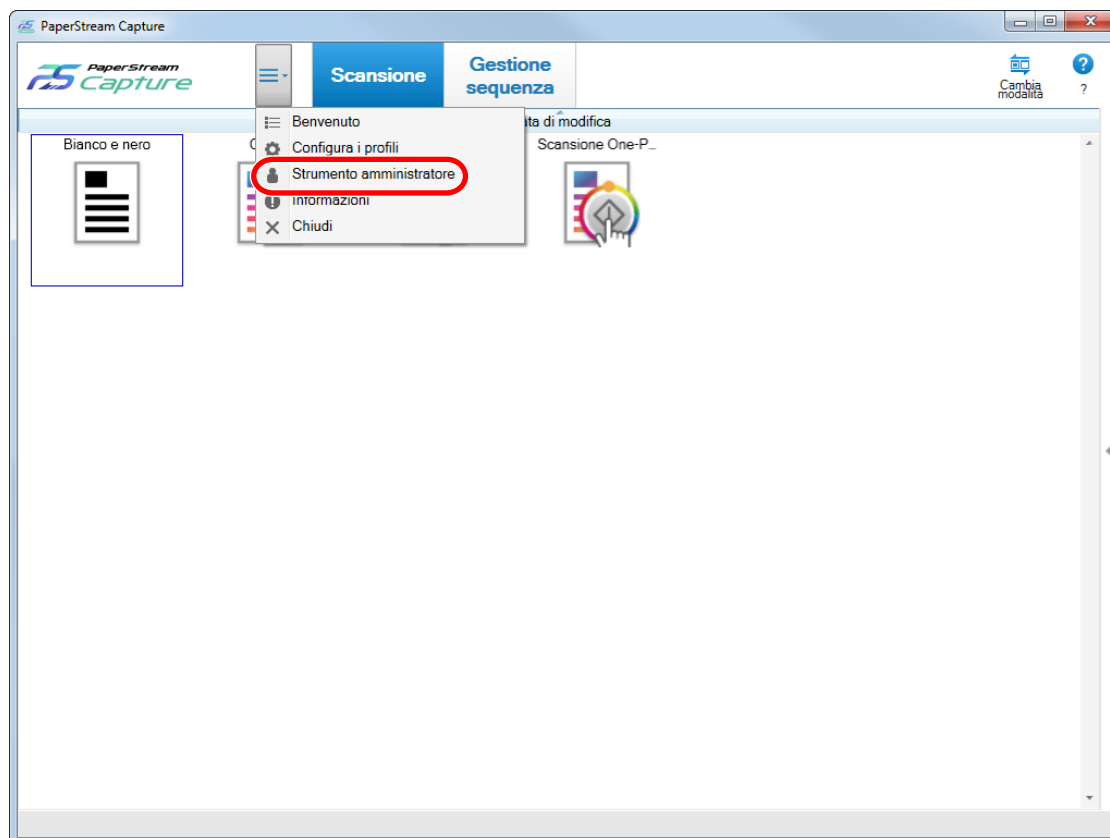 PaperStream Capture
PaperStream
Capture
Scansione
Gestione
sequenza
Cambia
modalità
?
?
Benvenuto
Configura i profili
Strumento amministratore
Informazioni
Chiudi
di modifica
Bianco e nero
Scansione One-P...